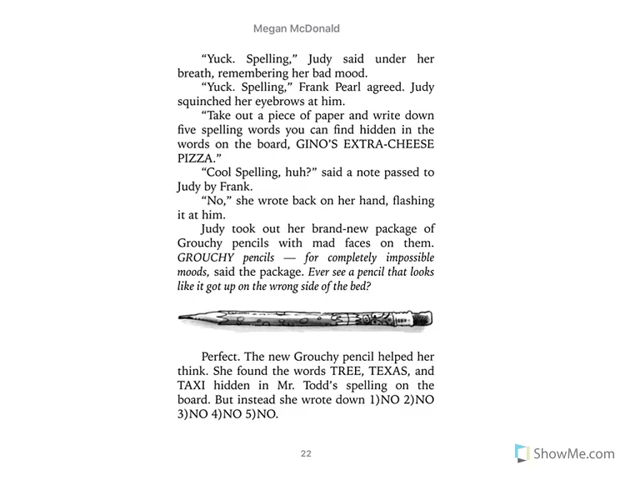 Megan McDonald
“Yuck. Spelling,” Judy said under her
breath, remembering her bad mood.
“Yuck. Spelling,” Frank Pearl agreed. Judy
squinched her eyebrows at him.
“Take out a piece of paper and write down
five spelling words you can find hidden in the
words on the board, GINO’S EXTRA-CHEESE
PIZZA.”
“Cool Spelling, huh?” said a note passed to
Judy by Frank.
“No,” she wrote back on her hand, flashing
it at him.
Judy took out her brand-new package of
Grouchy pencils with mad faces on them.
GROUCHY pencils — for completely impossible
moods, said the package. Ever see a pencil that looks
like it got up on the wrong side of the bed?
Perfect. The new Grouchy pencil helped her
think. She found the words TREE, TEXAS, and
TAXI hidden in Mr. Todd’s spelling on the
board. But instead she wrote down 1)NO 2)NO
3)NO 4)NO 5)NO.
22
ShowMe.com